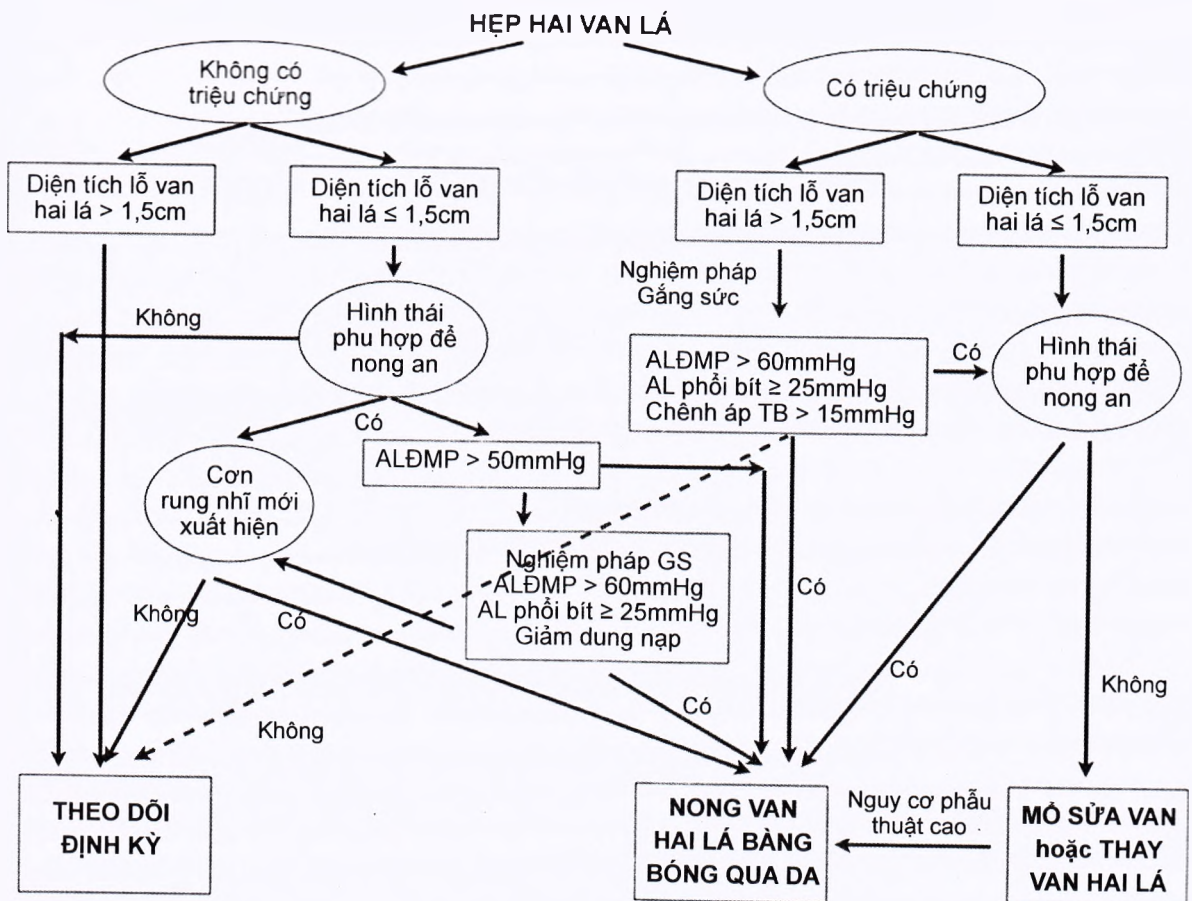 HẸP HAI VAN LÁ
Không có
triệu chứng
Có triệu chứng
Diện tích lỗ van
hai lá > 1,5cm
Diện tích lỗ van
hai lá ≤ 1,5cm
Diện tích lỗ van
hai lá > 1,5cm
Diện tích lỗ van
hai lá ≤ 1,5cm
Nghiệm pháp
Gắng sức
Không
Hình thái
phu hợp để
nong an
ALĐMP > 60mmHg
AL phổi bít ≥ 25mmHg
Chênh áp TB > 15mmHg
Có
Hình thái
phu hợp để
nong an
Có
Cơn
rung nhĩ mới
xuất hiện
ALĐMP > 50mmHg
Nghiệm pháp GS
ALĐMP > 60mmHg
AL phổi bít ≥ 25mmHg
Giảm dung nạp
Có
Không
Có
Có
Không
Có
Không
THEO DÕI
ĐỊNH KỲ
NONG VAN
HAI LÁ BẰNG
BÓNG QUA DA
Nguy cơ phẫu
thuật cao
MỔ SỬA VAN
hoặc THAY
VAN HAI LÁ